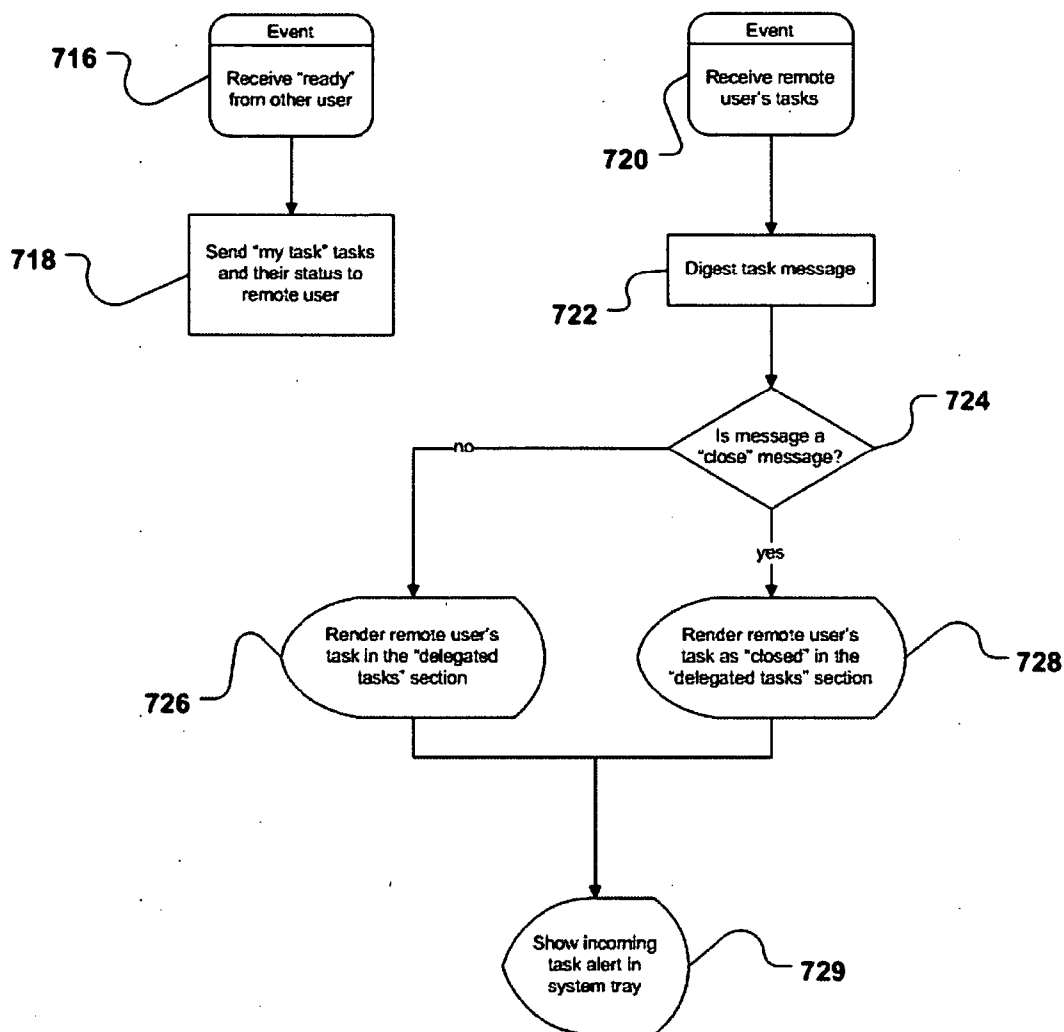 Event
Receive "ready"
from other user
716
Send "my task" tasks
and their status to
remote user
718
Event
Receive remote
user's tasks
720
Digest task message
722
Is message a
"close" message?
724
no
yes
Render remote user's
task in the "delegated
tasks" section
726
Render remote user's
task as "closed" in the
"delegated tasks" section
728
Show incoming
task alert in
system tray
729